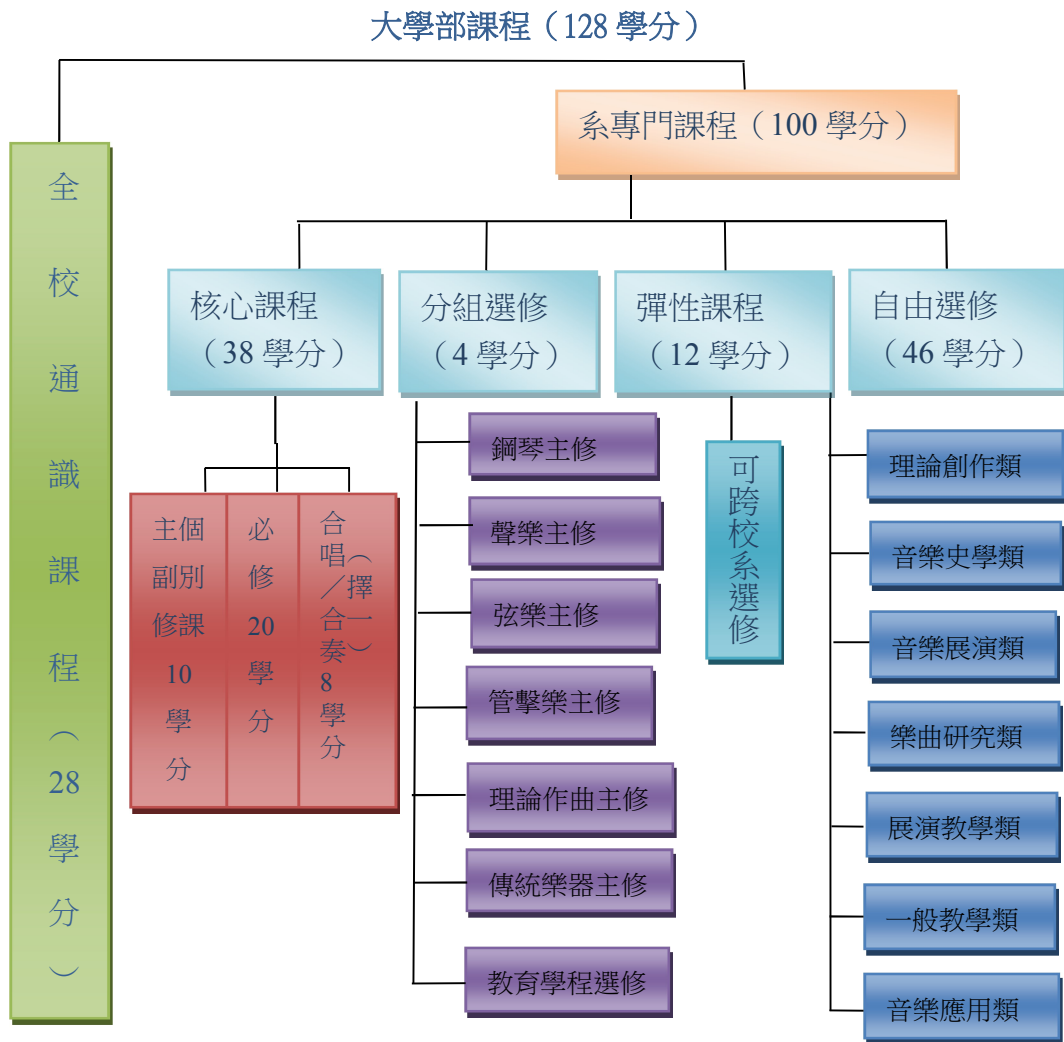 大學部課程（128 學分）
系專門課程（100 學分）
全校通識課程（28學分）
核心課程
（38 學分）
分組選修
（4 學分）
彈性課程
（12 學分）
自由選修
（46 學分）
主副修
個別課
10
學
分
必
修
20
學
分
合唱／合奏8學分
（擇一）
鋼琴主修
聲樂主修
弦樂主修
管擊樂主修
理論作曲主修
傳統樂器主修
教育學程選修
可跨校系選修
理論創作類
音樂史學類
音樂展演類
樂曲研究類
展演教學類
一般教學類
音樂應用類